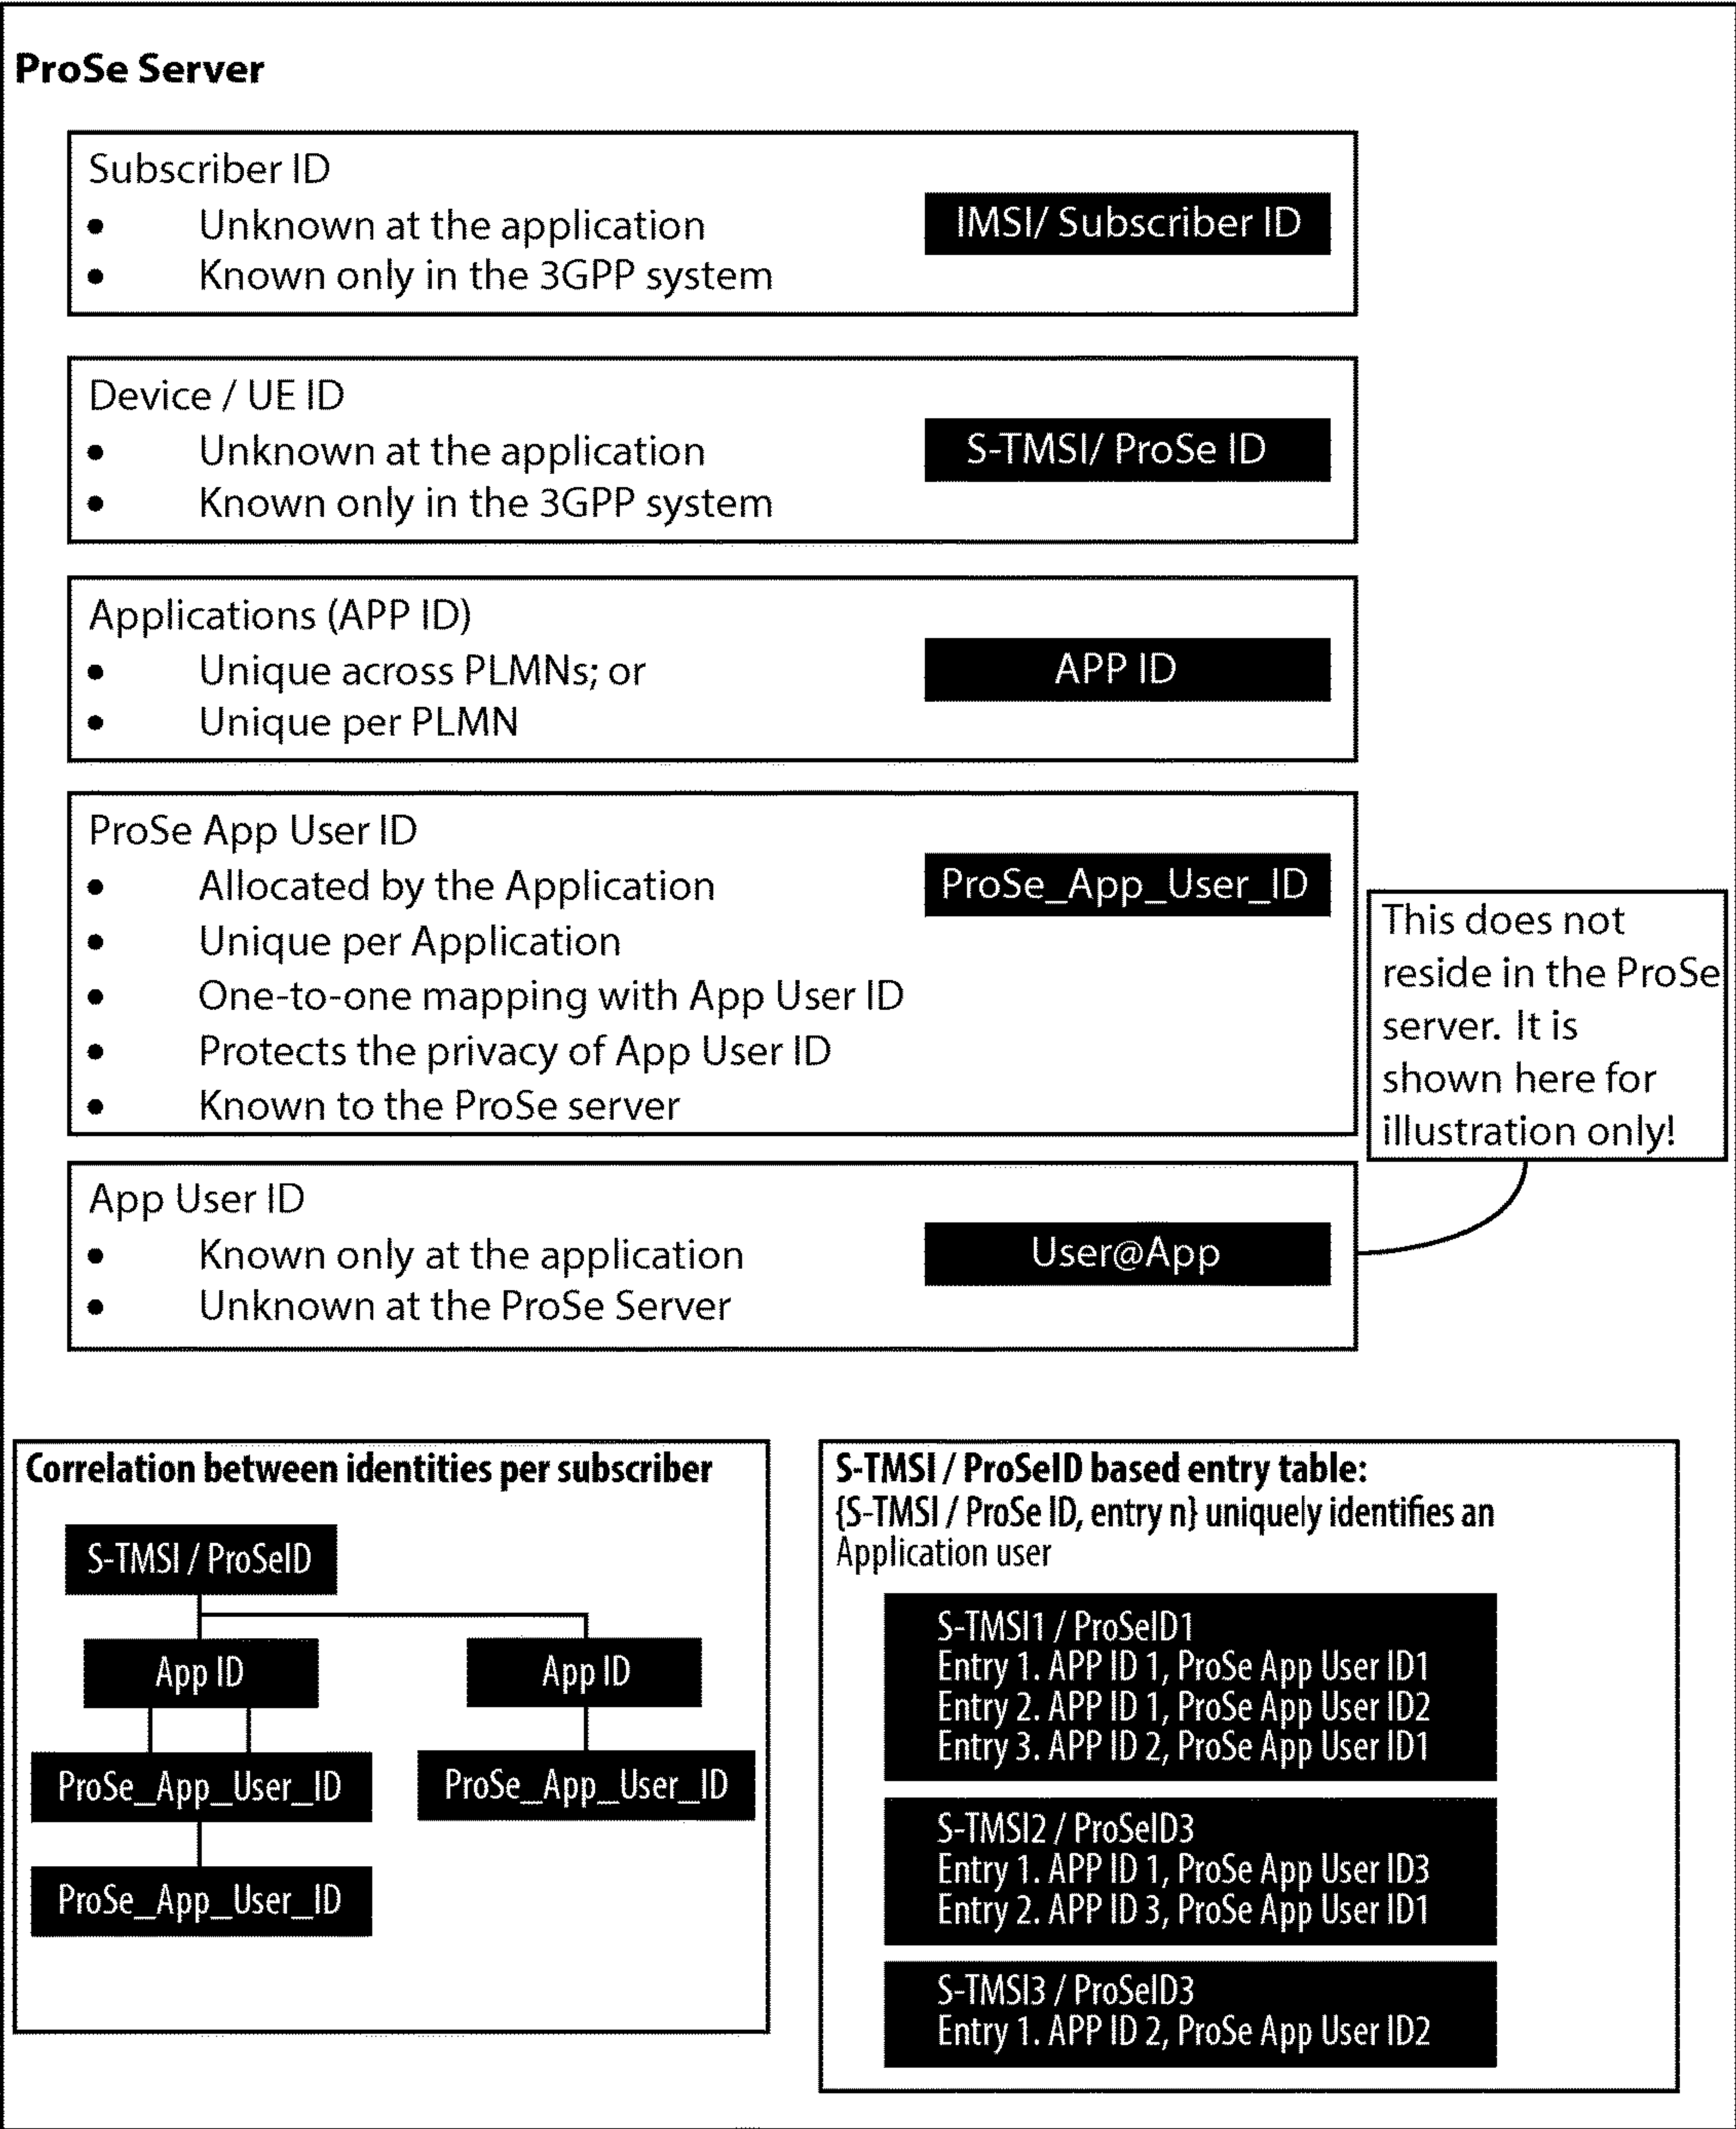 ProSe Server
Subscriber ID
• Unknown at the application
• Known only in the 3GPP system
IMSI/ Subscriber ID
Device / UE ID
• Unknown at the application
• Known only in the 3GPP system
S-TMSI/ ProSe ID
Applications (APP ID)
• Unique across PLMNs; or
• Unique per PLMN
APP ID
ProSe App User ID
• Allocated by the Application
• Unique per Application
• One-to-one mapping with App User ID
• Protects the privacy of App User ID
• Known to the ProSe server
ProSe_App_User_ID
This does not
reside in the ProSe
server. It is
shown here for
illustration only!
App User ID
• Known only at the application
• Unknown at the ProSe Server
User@App
Correlation between identities per subscriber
S-TMSI / ProSeID
App ID
App ID
ProSe_App_User_ID
ProSe_App_User_ID
ProSe_App_User_ID
S-TMSI / ProSeID based entry table:
{S-TMSI / ProSe ID, entry n} uniquely identifies an
Application user
S-TMSI1 / ProSeID1
Entry 1. APP ID 1, ProSe App User ID1
Entry 2. APP ID 1, ProSe App User ID2
Entry 3. APP ID 2, ProSe App User ID1
S-TMSI2 / ProSeID3
Entry 1. APP ID 1, ProSe App User ID3
Entry 2. APP ID 3, ProSe App User ID1
S-TMSI3 / ProSeID3
Entry 1. APP ID 2, ProSe App User ID2